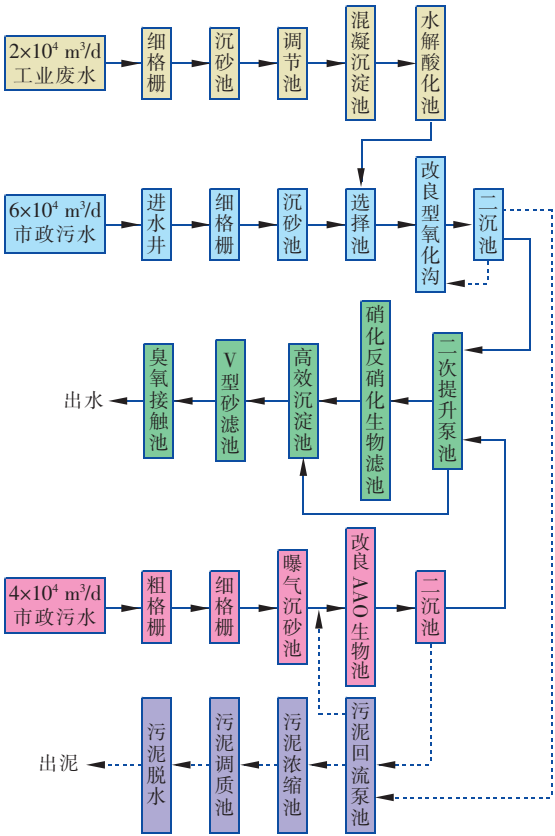 2×10⁴ m³/d
工业废水
细格栅
沉砂池
调节池
混凝沉淀池
水解酸化池
6×10⁴ m³/d
市政污水
进水井
细格栅
沉砂池
选择池
改良型氧化沟
二沉池
出水
臭氧接触池
V型砂滤池
高效沉淀池
硝化反硝化生物滤池
二次提升泵池
4×10⁴ m³/d
市政污水
粗格栅
细格栅
曝气沉砂池
改良AAO生物池
二沉池
出泥
污泥脱水
污泥调质池
污泥浓缩池
污泥回流泵池